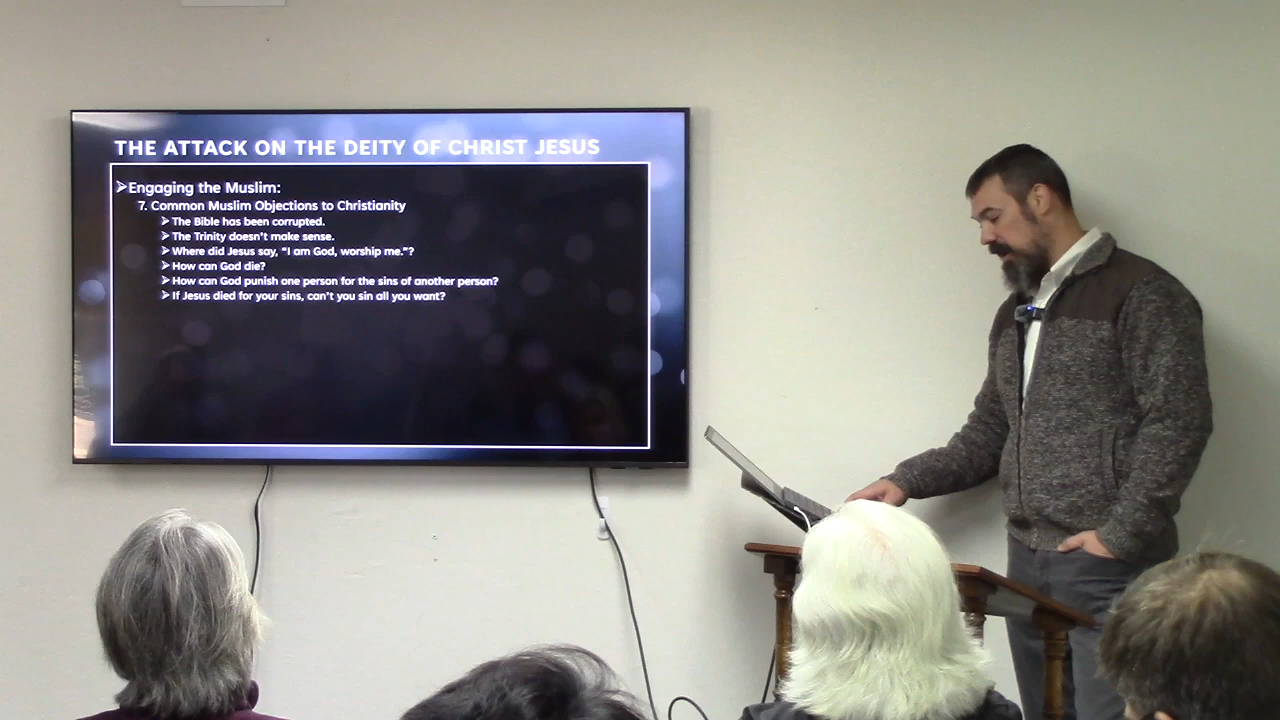 THE ATTACK ON THE DEITY OF CHRIST JESUS
➢Engaging the Muslim:
7. Common Muslim Objections to Christianity
➢The Bible has been corrupted.
➢The Trinity doesn't make sense.
➢Where did Jesus say, "I am God, worship me."?
➢How can God die?
➢How can God punish one person for the sins of another person?
➢If Jesus died for your sins, can't you sin all you want?